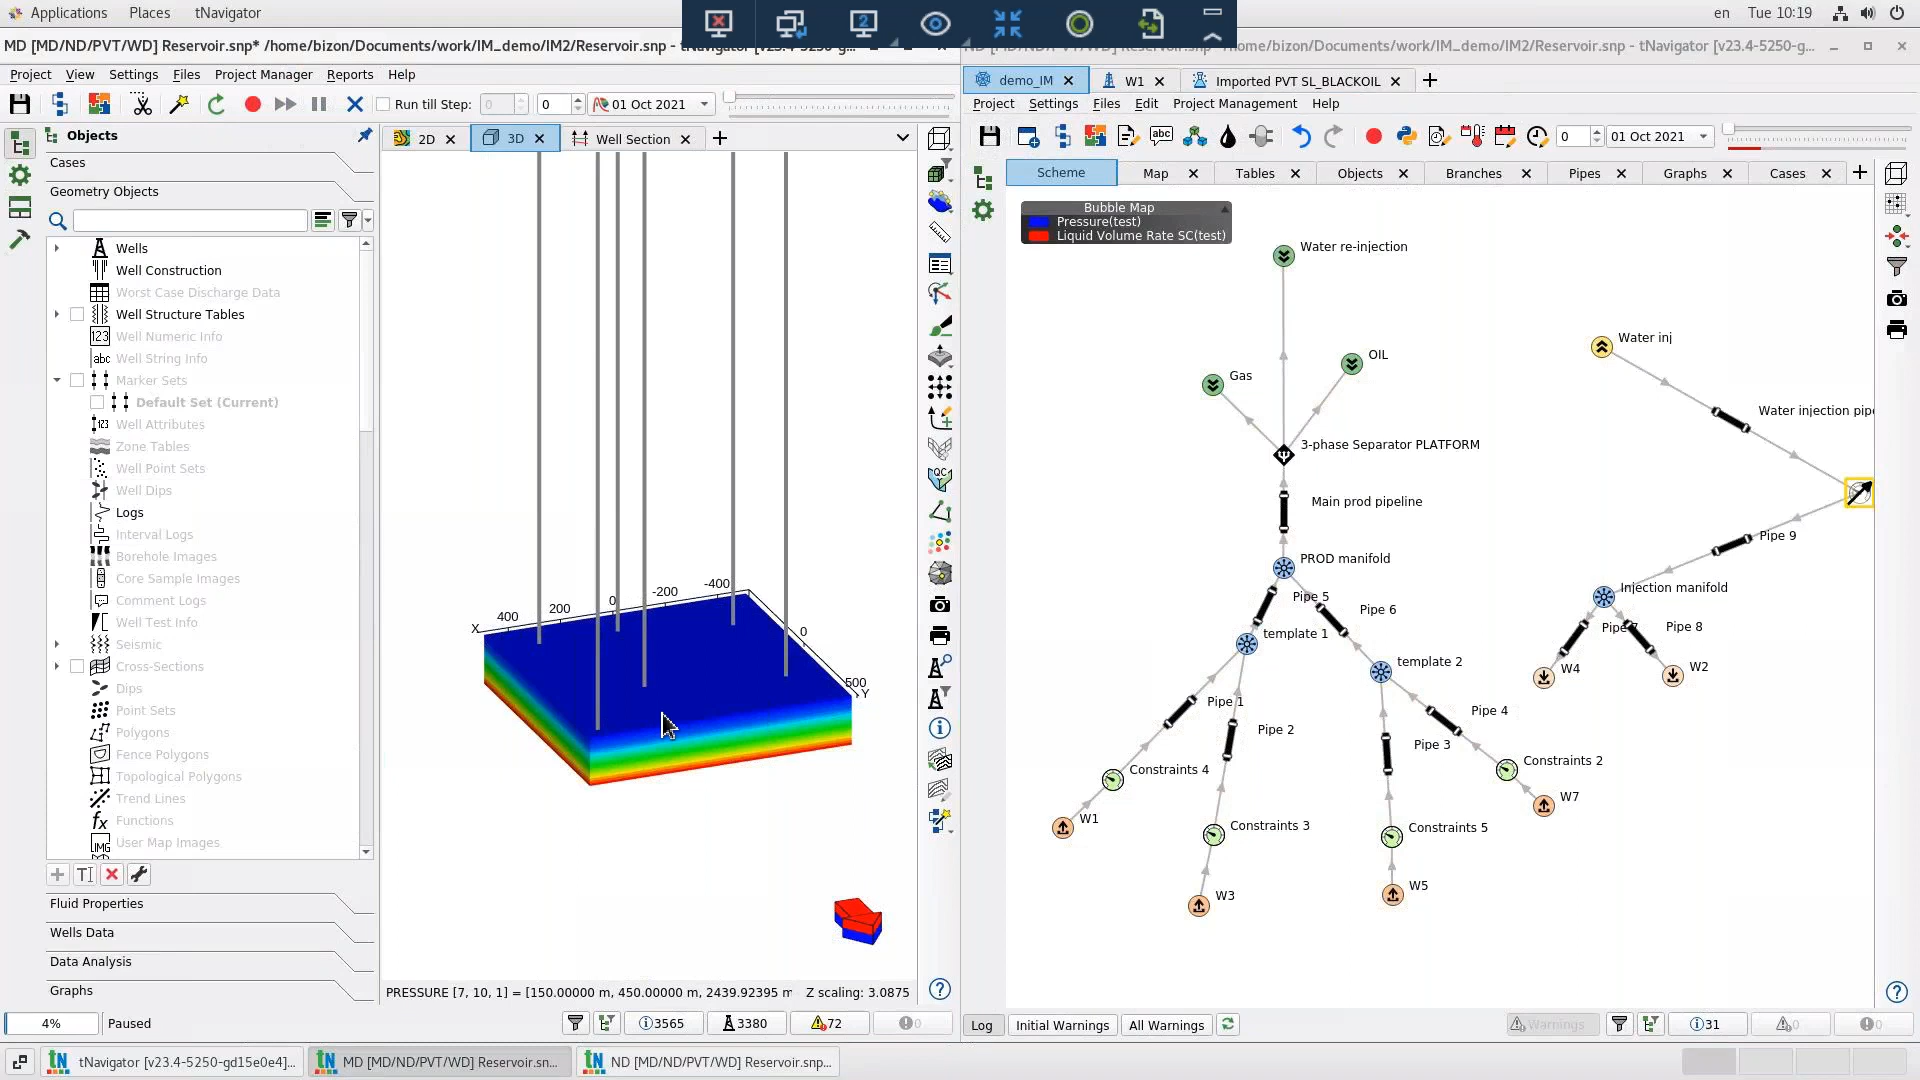 Applications Places tNavigator
2
en Tue 10:19
MD [MD/ND/PVT/WD] Reservoir.snp* /home/bizon/Documents/work/IM_demo/IM2/Reservoir.snp -
/home/bizon/Documents/work/IM_demo/IM2/Reservoir.snp - tNavigator [v23.4-5250-g...
Project View Settings Files Project Manager Reports Help
demo_IM W1 Imported PVT SL_BLACKOIL
Project Settings Files Edit Project Management Help
Run till Step: 0 0 01 Oct 2021
abc 0 01 Oct 2021
Objects
2D 3D Well Section
Scheme Map Tables Objects Branches Pipes Graphs Cases
Cases
Geometry Objects
Wells
Well Construction
Worst Case Discharge Data
Well Structure Tables
123 Well Numeric Info
abc Well String Info
Marker Sets
Default Set (Current)
123 Well Attributes
Zone Tables
Well Point Sets
Well Dips
Logs
Interval Logs
Borehole Images
Core Sample Images
Comment Logs
Well Test Info
Seismic
Cross-Sections
Dips
Point Sets
Polygons
Fence Polygons
Topological Polygons
Trend Lines
fx Functions
IMG User Map Images
Fluid Properties
Wells Data
Data Analysis
Graphs
X 400 200 0 -200 -400
0
500
Y
QC
PRESSURE [7, 10, 1] = [150.00000 m, 450.00000 m, 2439.92395 m Z scaling: 3.0875
4% Paused 3565 3380 72 0
Bubble Map
Pressure(test)
Liquid Volume Rate SC(test)
Water re-injection
Water inj
OIL
Gas
Water injection pipe
3-phase Separator PLATFORM
Main prod pipeline
Pipe 9
PROD manifold
Injection manifold
Pipe 5
Pipe 6
Pipe 7
Pipe 8
template 1
template 2
W4
W2
Pipe 1
Pipe 4
Pipe 2
Pipe 3
Constraints 4
Constraints 2
W7
W1
Constraints 3
Constraints 5
W5
W3
Log Initial Warnings All Warnings Warnings 31 0 0
tNavigator [v23.4-5250-gd15e0e4]... MD [MD/ND/PVT/WD] Reservoir.sn... ND [MD/ND/PVT/WD] Reservoir.snp...